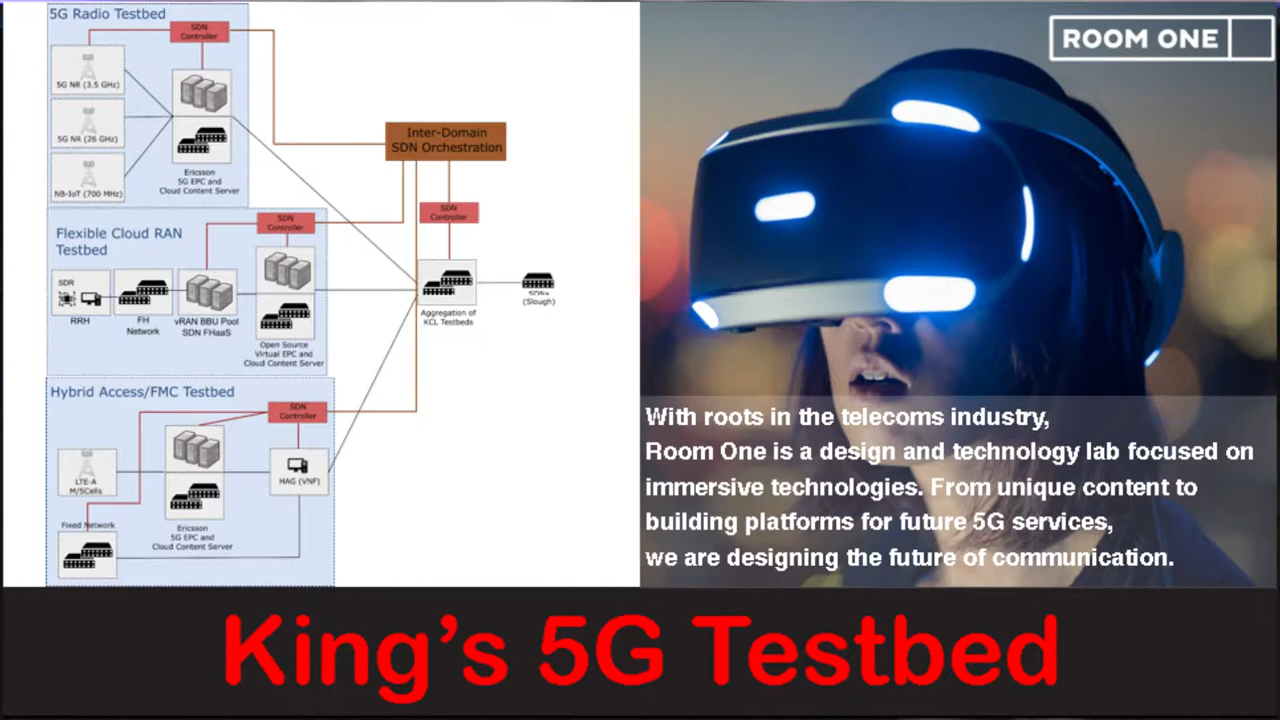 5G Radio Testbed
SDN
Controller
5G NR (3.5 GHz)
5G NR (26 GHz)
NB-IoT (700 MHz)
Ericsson
5G EPC and
Cloud Content Server
Inter-Domain
SDN Orchestration
SDN
Controller
Flexible Cloud RAN
Testbed
SDN
Controller
SDR
RRH
FH
Network
vRAN BBU Pool
SDN FHaaS
Open Source
Virtual EPC and
Cloud Content Server
Aggregation of
KCL Testbeds
(Slough)
Hybrid Access/FMC Testbed
SDN
Controller
LTE-A
M/SCells
HAG (VNF)
Fixed Network
Ericsson
5G EPC and
Cloud Content Server
ROOM ONE
With roots in the telecoms industry,
Room One is a design and technology lab focused on
immersive technologies. From unique content to
building platforms for future 5G services,
we are designing the future of communication.
King's 5G Testbed